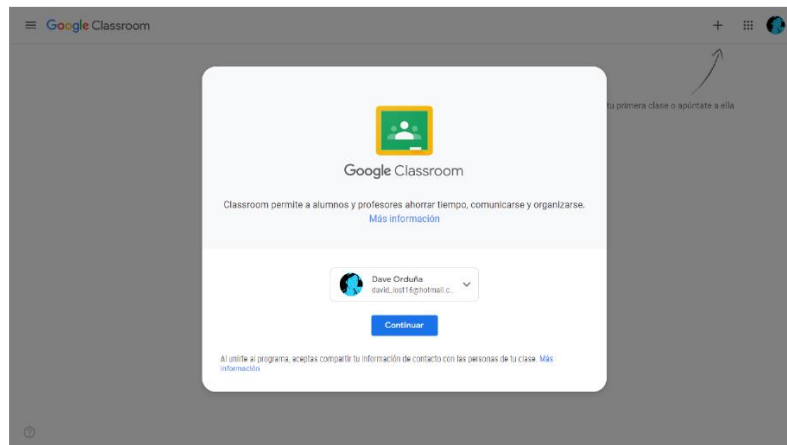 Google Classroom
tu primera clase o apúntate a ella
Google Classroom
Classroom permite a alumnos y profesores ahorrar tiempo, comunicarse y organizarse.
Más información
Dave Orduña
david_lost16@hotmail.c..
Continuar
Al unirte al programa, aceptas compartir tu información de contacto con las personas de tu clase. Más
información